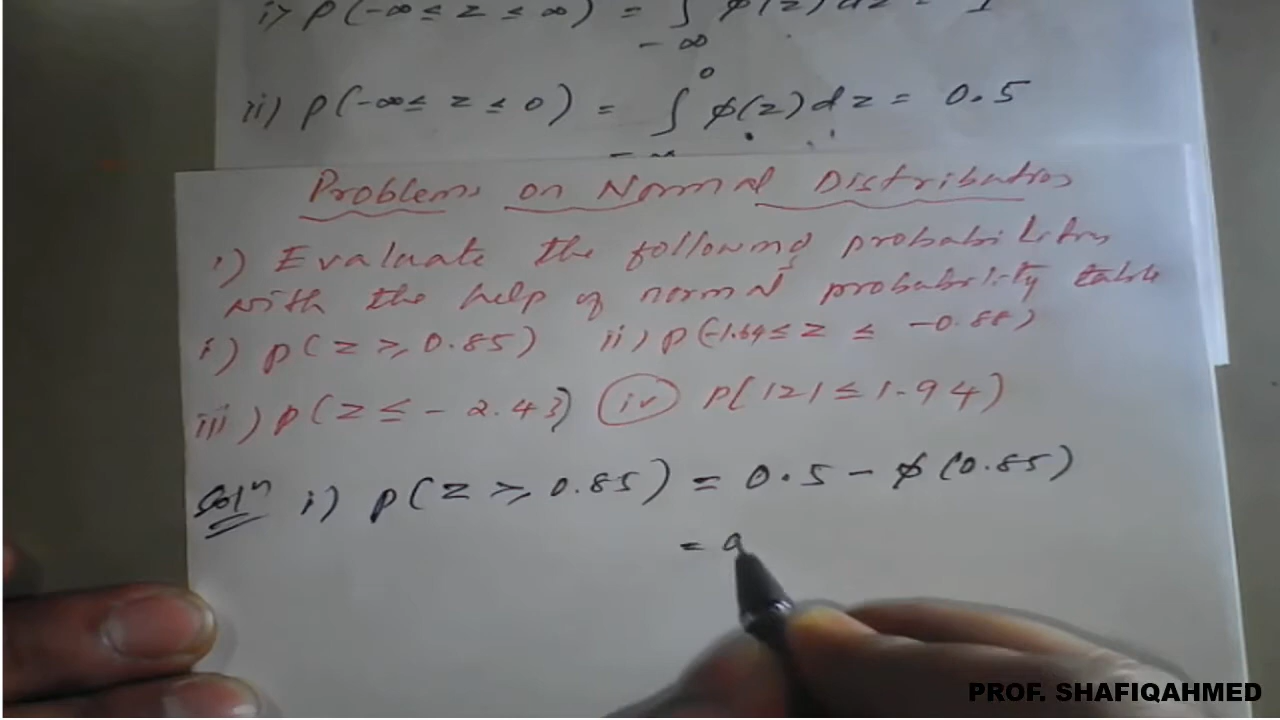 i> P(-∞ ≤ z ≤ ∞) = ∫ φ(z) dz = 1
- ∞
0
ii) P(-∞ ≤ z ≤ 0) = ∫ φ(z) dz = 0.5
- ∞
Problems on Normal Distribution
1) Evaluate the following probabilities
with the help of normal probability table
i) P(z ≥ 0.85) ii) P(-1.64 ≤ z ≤ -0.88)
iii) P(z ≤ - 2.43) iv) P(|z| ≤ 1.94)
Solⁿ i) P(z ≥ 0.85) = 0.5 - φ(0.85)
= 0
PROF. SHAFIQAHMED